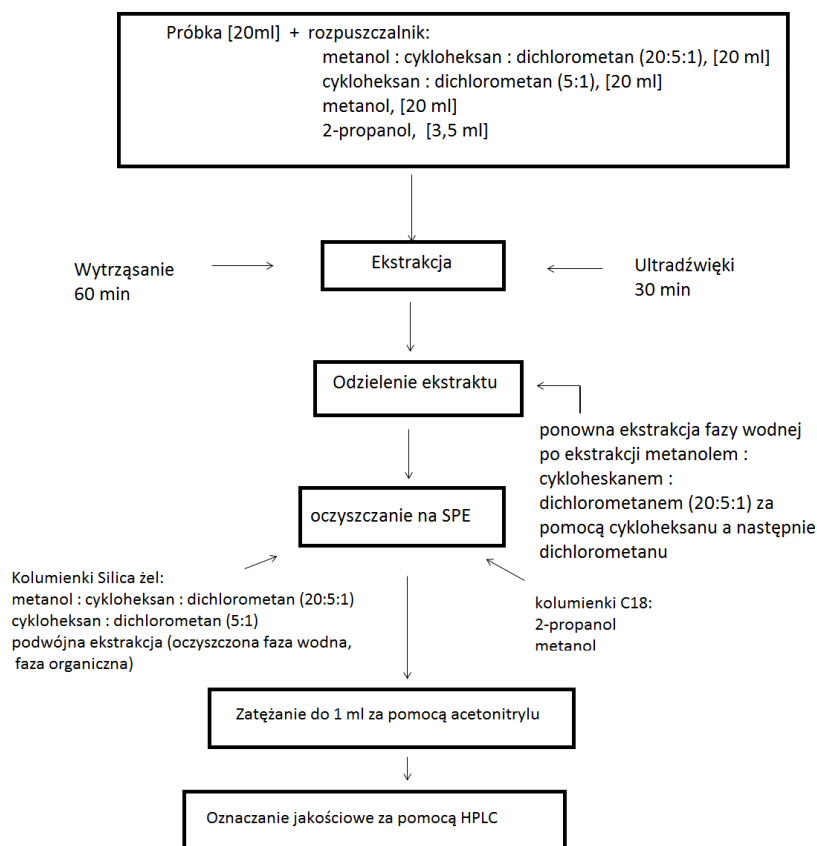 Próbka [20ml] + rozpuszczalnik:
metanol : cykloheksan : dichlorometan (20:5:1), [20 ml]
cykloheksan : dichlorometan (5:1), [20 ml]
metanol, [20 ml]
2-propanol, [3,5 ml]
Wytrząsanie
60 min
Ekstrakcja
Ultradźwięki
30 min
Odzielenie ekstraktu
ponowna ekstrakcja fazy wodnej
po ekstrakcji metanolem :
cykloheskanem :
dichlorometanem (20:5:1) za
pomocą cykloheksanu a następnie
dichlorometanu
oczyszczanie na SPE
Kolumienki Silica żel:
metanol : cykloheksan : dichlorometan (20:5:1)
cykloheksan : dichlorometan (5:1)
podwójna ekstrakcja (oczyszczona faza wodna,
faza organiczna)
kolumienki C18:
2-propanol
metanol
Zatężanie do 1 ml za pomocą acetonitrylu
Oznaczanie jakościowe za pomocą HPLC